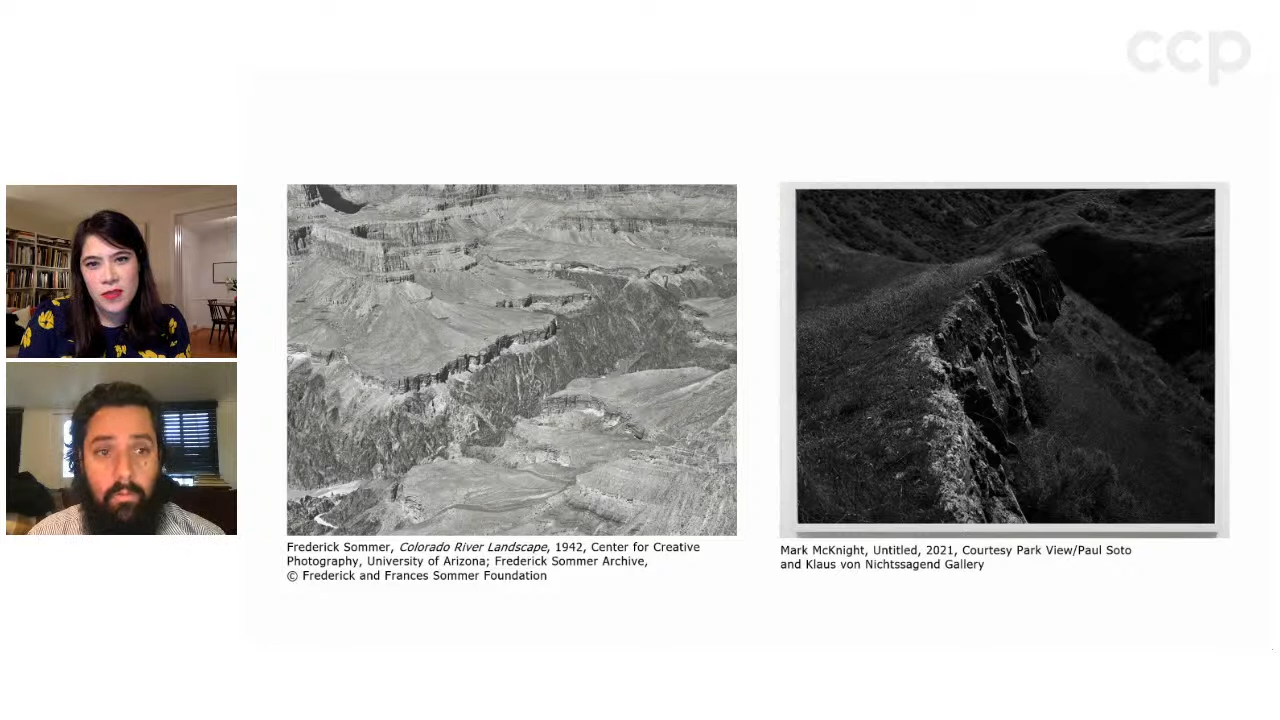 ccp
Frederick Sommer, Colorado River Landscape, 1942, Center for Creative
Photography, University of Arizona; Frederick Sommer Archive,
© Frederick and Frances Sommer Foundation
Mark McKnight, Untitled, 2021, Courtesy Park View/Paul Soto
and Klaus von Nichtssagend Gallery